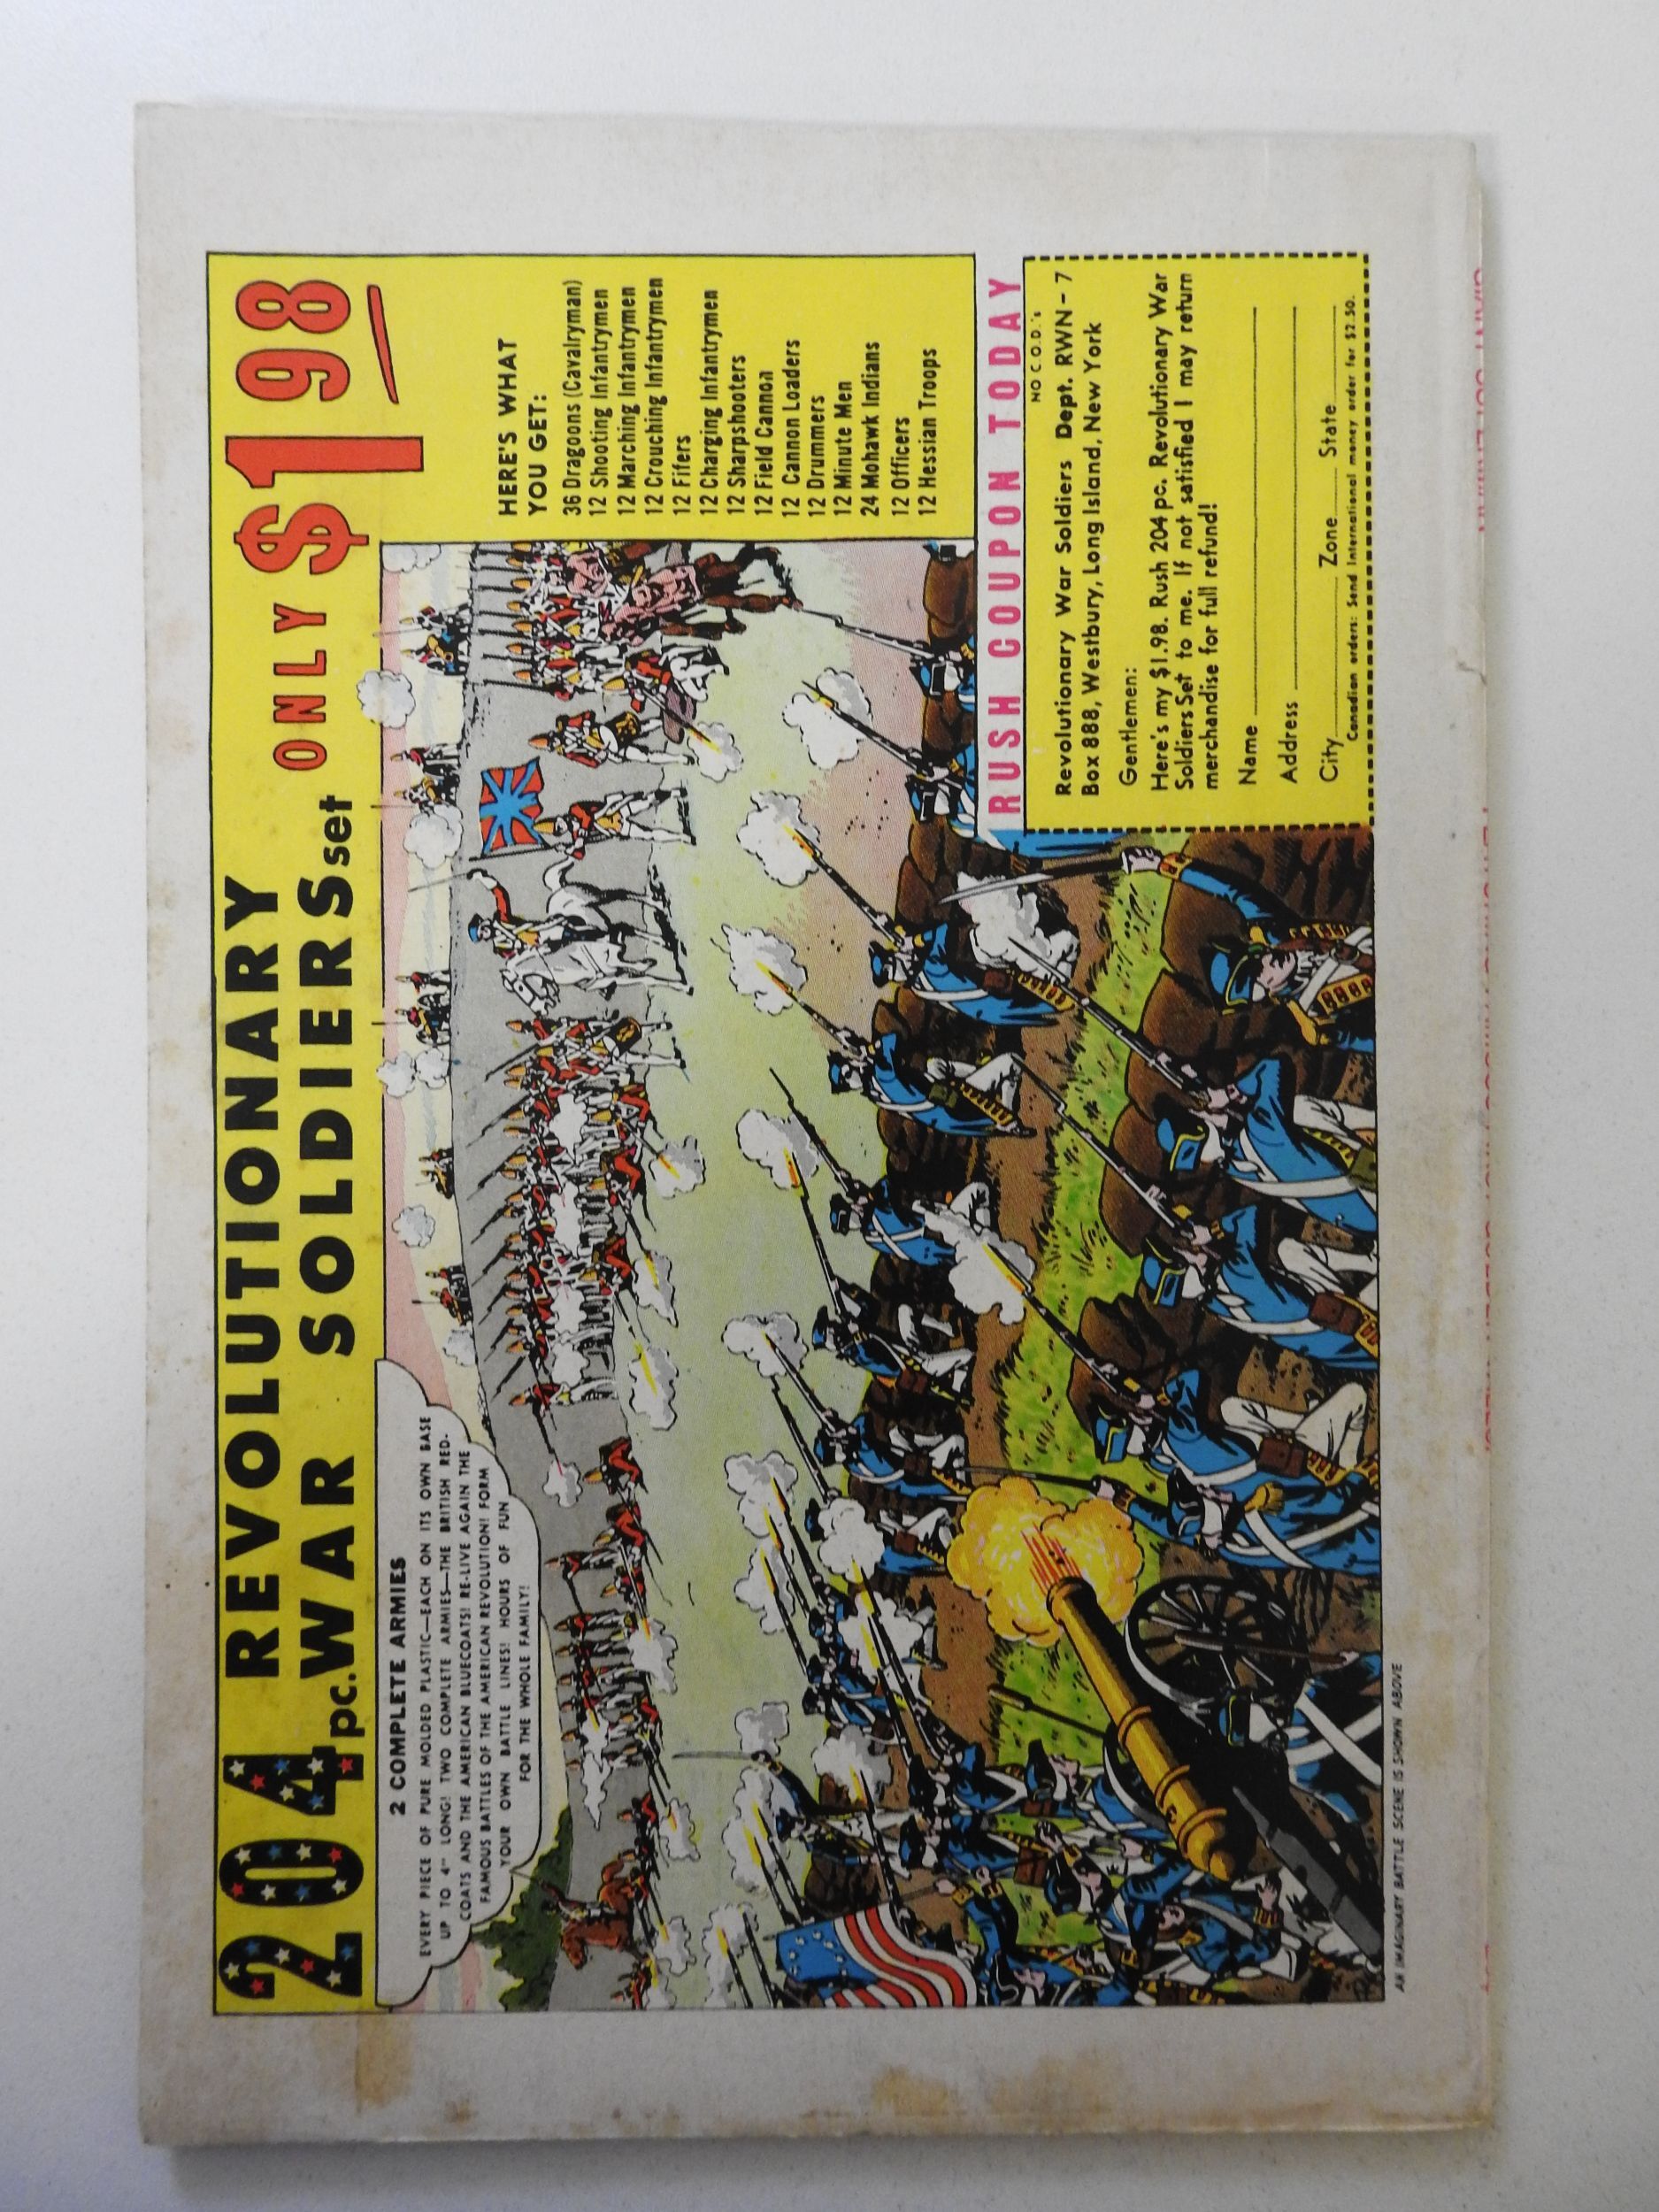 204 REVOLUTIONARY
pc. WAR SOLDIERS set
ONLY $1 98
2 COMPLETE ARMIES
EVERY PIECE OF PURE MOLDED PLASTIC—EACH ON ITS OWN BASE
UP TO 4" LONG! TWO COMPLETE ARMIES—THE BRITISH RED-
COATS AND THE AMERICAN BLUECOATS! RE-LIVE AGAIN THE
FAMOUS BATTLES OF THE AMERICAN REVOLUTION! FORM
YOUR OWN BATTLE LINES! HOURS OF FUN
FOR THE WHOLE FAMILY!
HERE'S WHAT
YOU GET:
36 Dragoons (Cavalryman)
12 Shooting Infantrymen
12 Marching Infantrymen
12 Crouching Infantrymen
12 Fifers
12 Charging Infantrymen
12 Sharpshooters
12 Field Cannon
12 Cannon Loaders
12 Drummers
12 Minute Men
24 Mohawk Indians
12 Officers
12 Hessian Troops
RUSH COUPON TODAY
NO C.O.D.'s
Revolutionary War Soldiers Dept. RWN-7
Box 888, Westbury, Long Island, New York
Gentlemen:
Here's my $1.98. Rush 204 pc. Revolutionary War
Soldiers Set to me. If not satisfied I may return
merchandise for full refund!
Name
Address
City Zone State
Canadian orders: Send International money order for $2.50.
AN IMAGINARY BATTLE SCENE IS SHOWN ABOVE